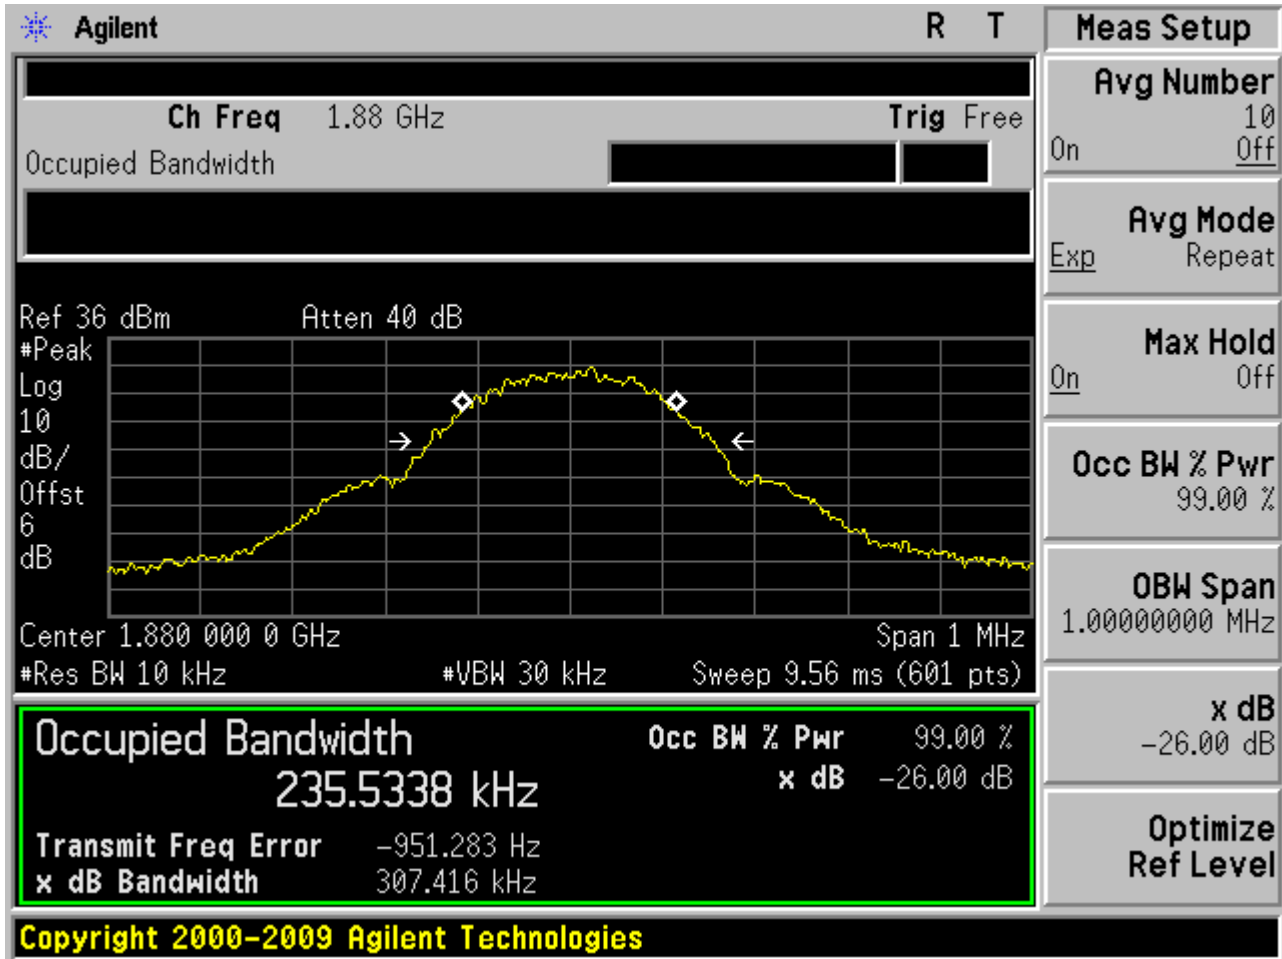 Agilent R T
Ch Freq 1.88 GHz Trig Free
Occupied Bandwidth
Ref 36 dBm Atten 40 dB
#Peak
Log
10
dB/
Offst
6
dB
Center 1.880 000 0 GHz Span 1 MHz
#Res BW 10 kHz #VBW 30 kHz Sweep 9.56 ms (601 pts)
Occupied Bandwidth
235.5338 kHz
Occ BW % Pwr 99.00 %
x dB -26.00 dB
Transmit Freq Error -951.283 Hz
x dB Bandwidth 307.416 kHz
Copyright 2000-2009 Agilent Technologies
Meas Setup
Avg Number
10
On Off
Avg Mode
Exp Repeat
Max Hold
On Off
Occ BW % Pwr
99.00 %
OBW Span
1.00000000 MHz
x dB
-26.00 dB
Optimize
Ref Level